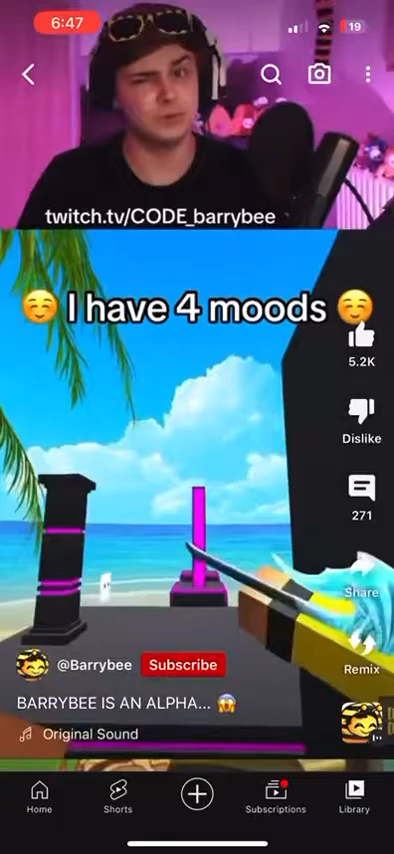 6:47
19
twitch.tv/CODE_barrybee
☺️ I have 4 moods ☺️
5.2K
Dislike
271
Share
@Barrybee
Subscribe
Remix
BARRYBEE IS AN ALPHA... 😱
Original Sound
Home
Shorts
Subscriptions
Library